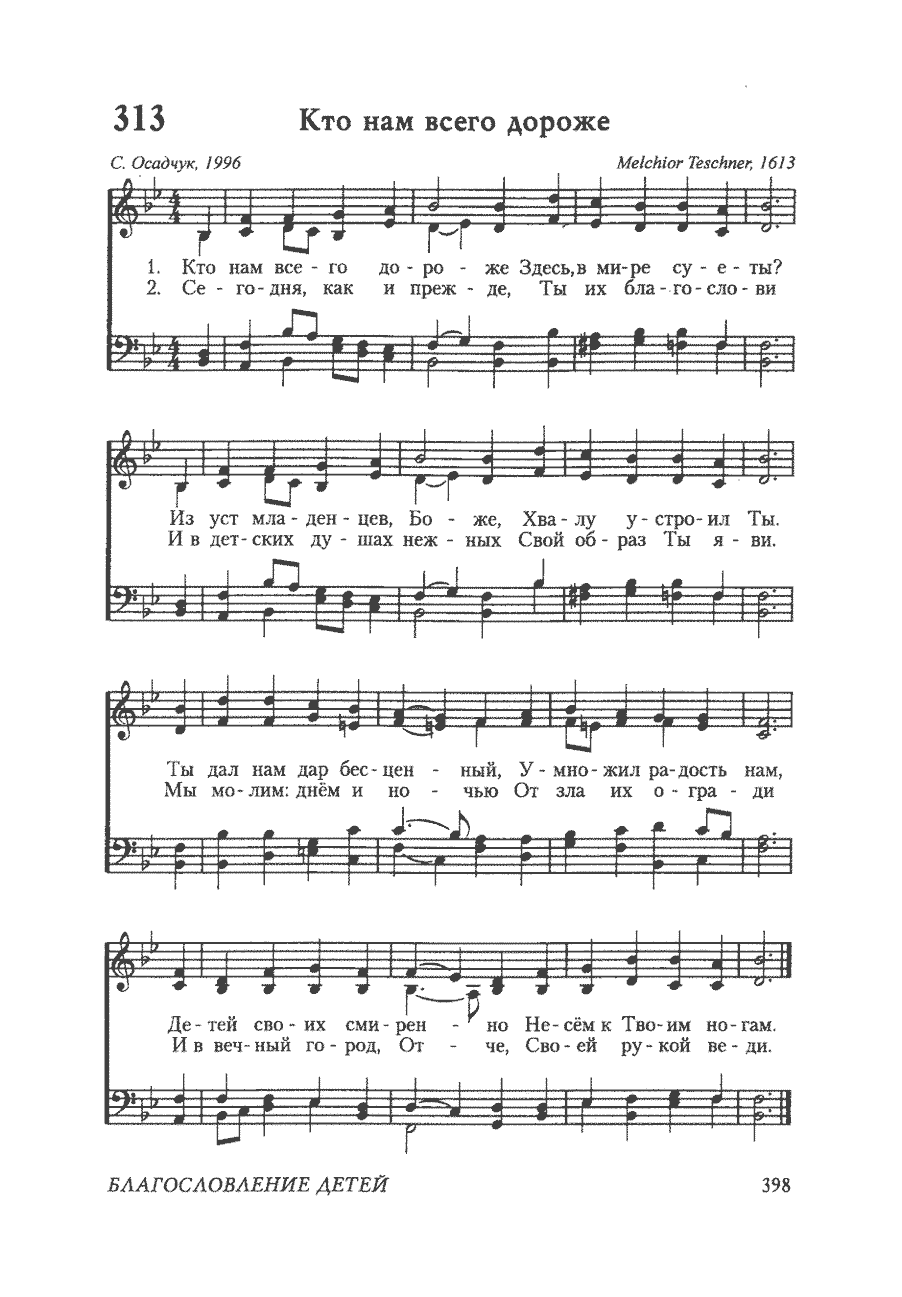 313
Кто нам всего дороже
С. Осадчук, 1996
Melchior Teschner, 1613
1. Кто нам все - го до - ро - же Здесь, в ми-ре су - е - ты?
2. Се - го-дня, как и преж - де, Ты их бла - го-сло - ви
Из уст мла - ден - цев, Бо - же, Хва - лу у - стро - ил Ты.
И в дет - ских ду - шах неж - ных Свой об - раз Ты я - ви.
Ты дал нам дар бес - цен - ный, У - мно - жил ра - дость нам,
Мы мо - лим: днём и но - чью От зла их о - гра - ди
Де - тей сво - их сми - рен - но Не - сём к Тво - им но - гам.
И в веч - ный го - род, От - че, Сво - ей ру - кой ве - ди.
БЛАГОСЛОВЛЕНИЕ ДЕТЕЙ
398